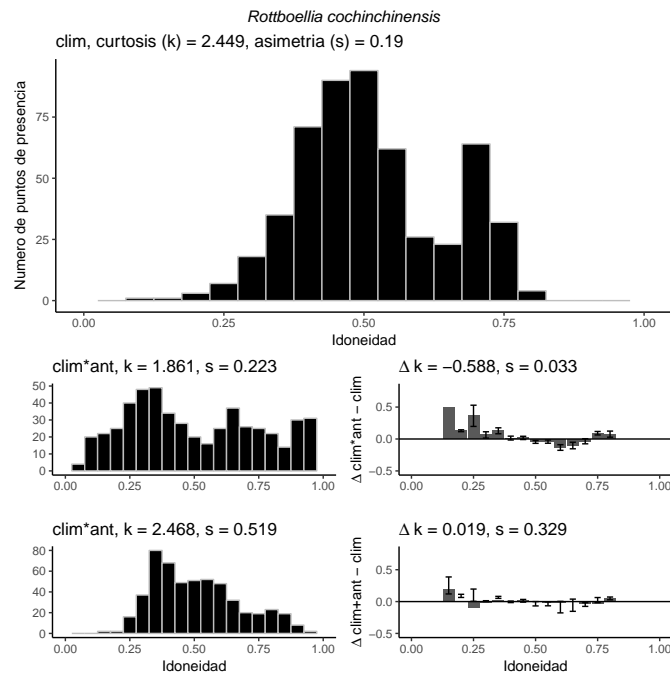 Rottboellia cochinchinensis
clim, curtosis (k) = 2.449, asimetria (s) = 0.19
Numero de puntos de presencia
75
50
25
0
0.00 0.25 0.50 0.75 1.00
Idoneidad
clim*ant, k = 1.861, s = 0.223
50
40
30
20
10
0
0.00 0.25 0.50 0.75 1.00
Δ k = −0.588, s = 0.033
Δ clim*ant − clim
0.5
0.0
−0.5
0.00 0.25 0.50 0.75 1.00
clim*ant, k = 2.468, s = 0.519
80
60
40
20
0
0.00 0.25 0.50 0.75 1.00
Idoneidad
Δ k = 0.019, s = 0.329
Δ clim+ant − clim
0.5
0.0
−0.5
0.00 0.25 0.50 0.75 1.00
Idoneidad